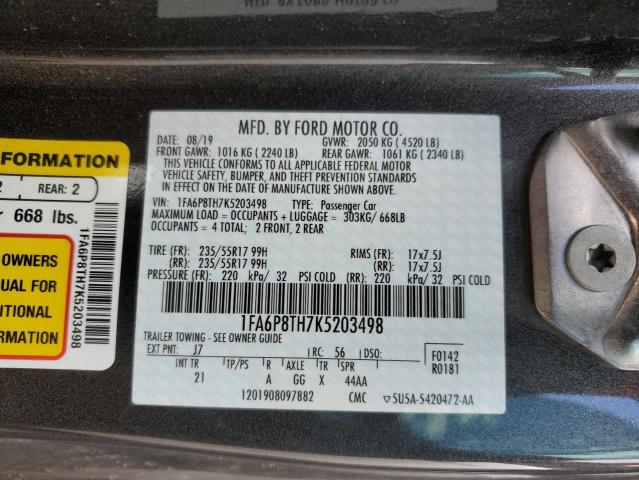 MFD. BY FORD MOTOR CO.
DATE: 08/19 GVWR: 2050 KG ( 4520 LB)
FRONT GAWR: 1016 KG ( 2240 LB) REAR GAWR: 1061 KG ( 2340 LB)
THIS VEHICLE CONFORMS TO ALL APPLICABLE FEDERAL MOTOR
VEHICLE SAFETY, BUMPER, AND THEFT PREVENTION STANDARDS
IN EFFECT ON THE DATE OF MANUFACTURE SHOWN ABOVE.
VIN: 1FA6P8TH7K5203498 TYPE: Passenger Car
MAXIMUM LOAD = OCCUPANTS + LUGGAGE = 303KG/ 668LB
OCCUPANTS = 4 TOTAL; 2 FRONT, 2 REAR
TIRE (FR): 235/55R17 99H RIMS (FR): 17x7.5J
(RR): 235/55R17 99H (RR): 17x7.5J
PRESSURE (FR): 220 kPa/ 32 PSI COLD (RR): 220 kPa/ 32 PSI COLD
1FA6P8TH7K5203498
TRAILER TOWING - SEE OWNER GUIDE
EXT PNT: J7 RC: 56 DSO: F0142
R0181
INT TR TP/PS R AXLE TR SPR
21 A GG X 44AA
1201908097882 CMC 5U5A-5420472-AA
INFORMATION
2 REAR: 2
r 668 lbs.
OWNERS
UAL FOR
ITIONAL
RMATION
1FA6P8TH7K5203498